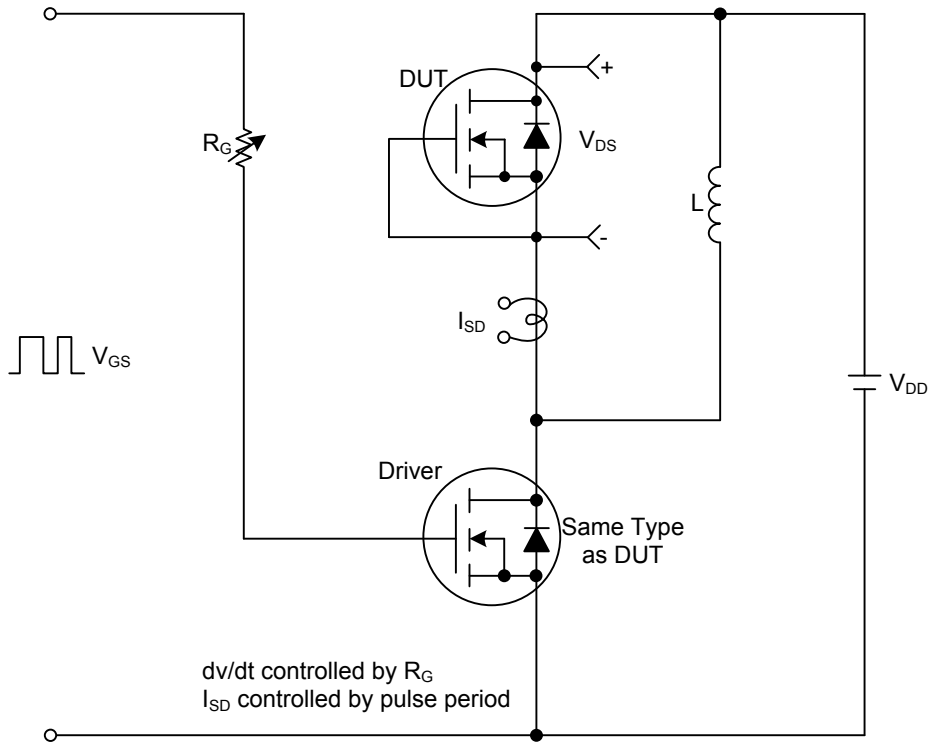 DUT
+
R_G
V_DS
L
-
I_SD
V_GS
V_DD
Driver
Same Type
as DUT
dv/dt controlled by R_G
I_SD controlled by pulse period